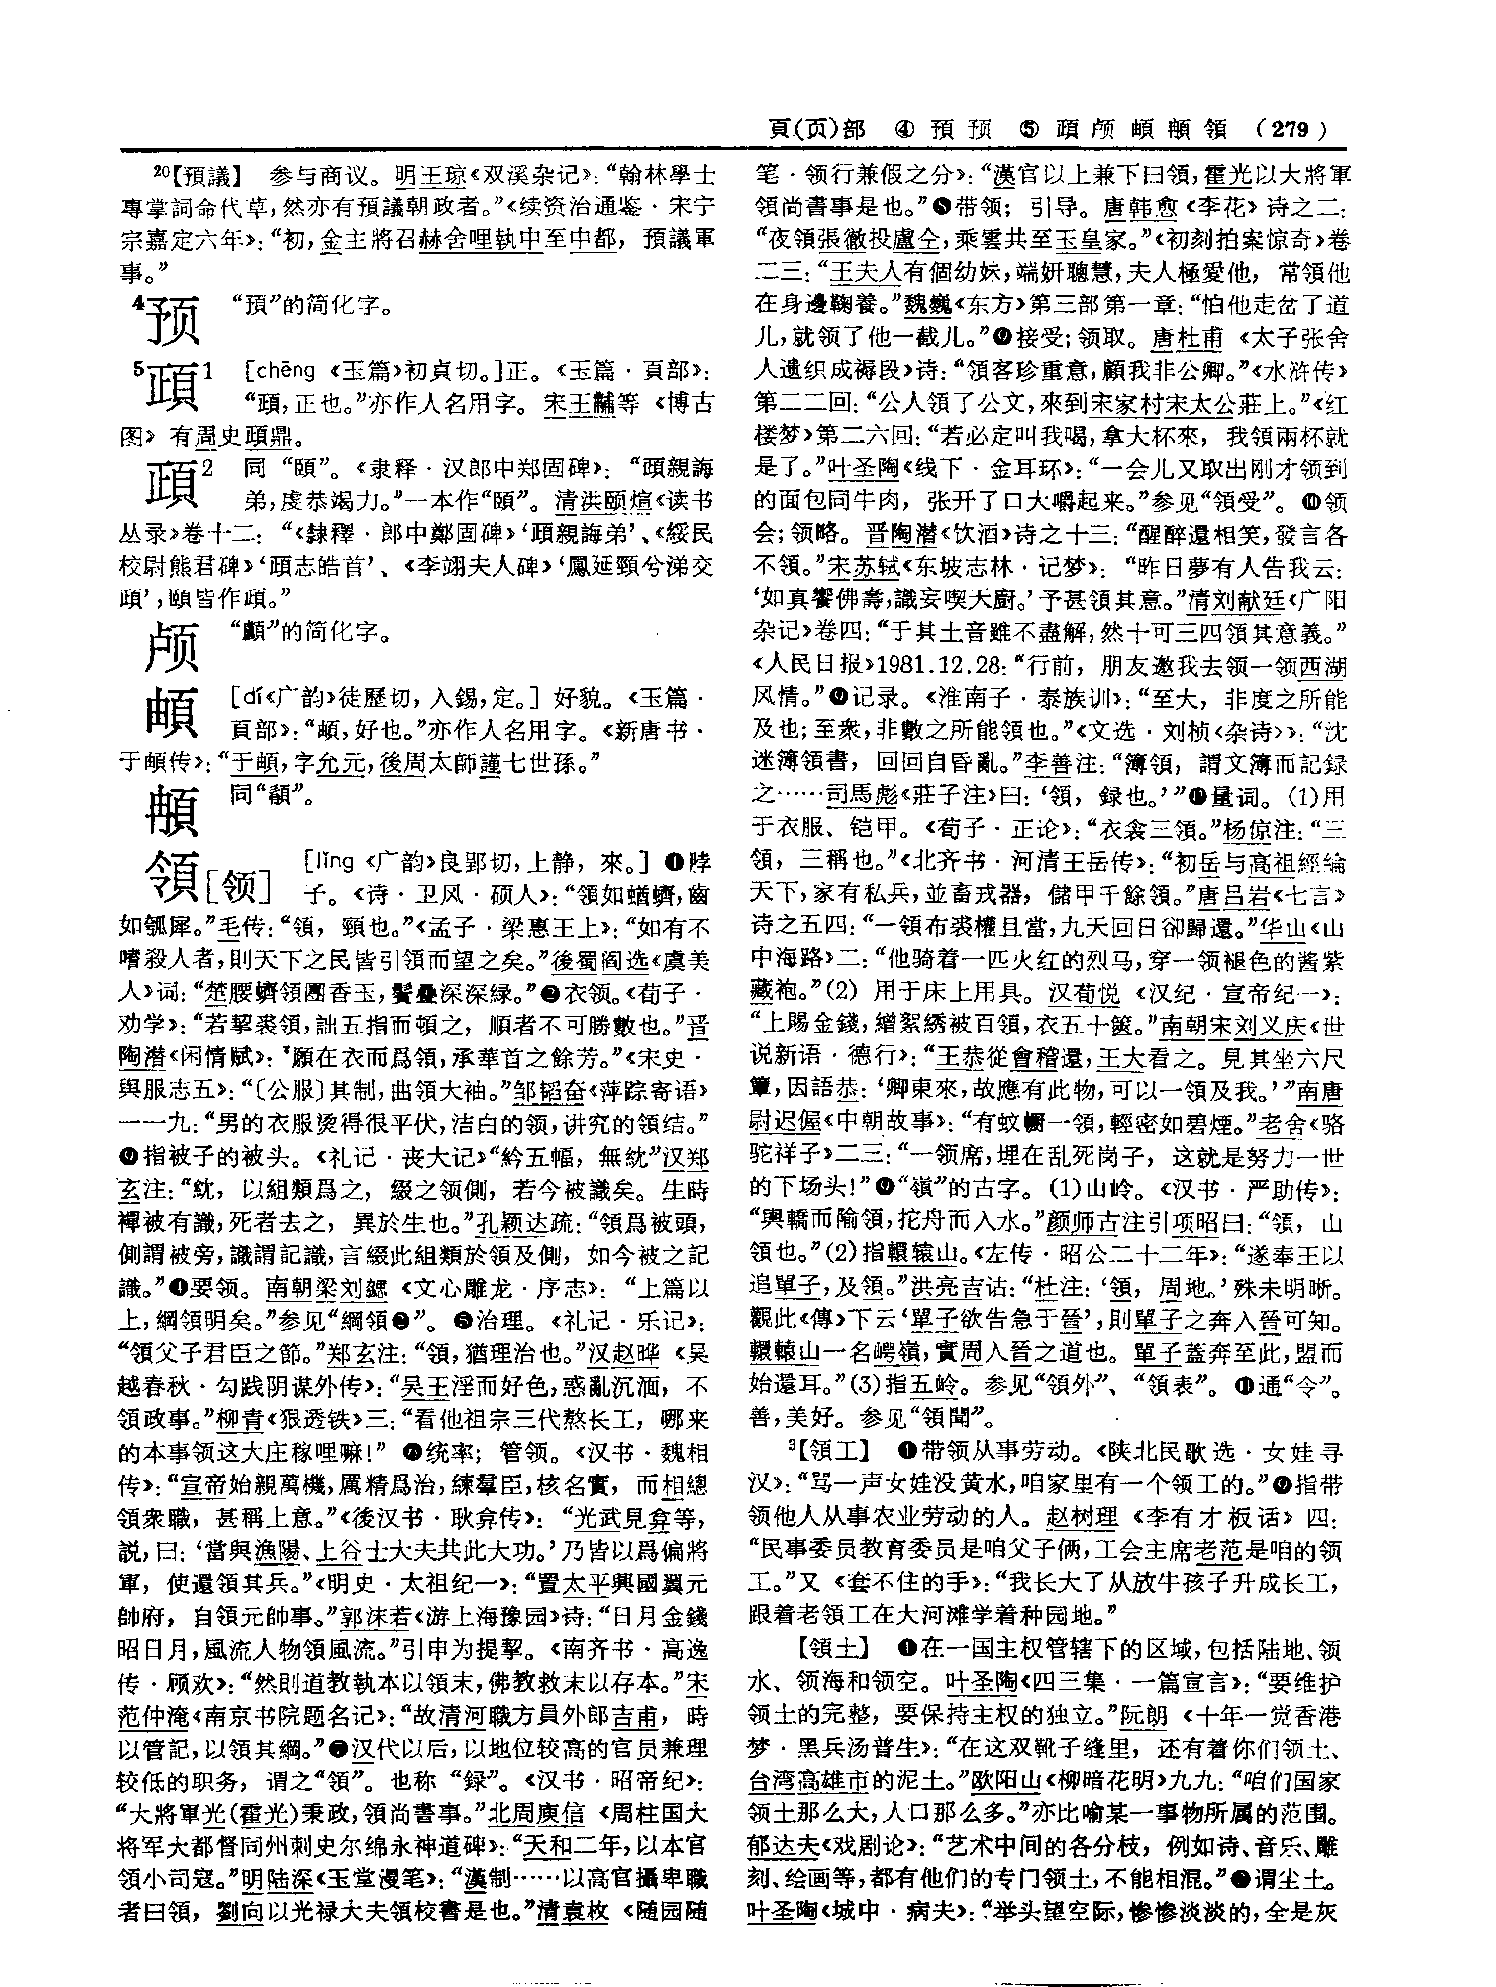 頁(页)部 ④ 預 预 ⑤ 頙 颅 頔 顊 領 (279)
²⁰【預議】 参与商议。明王琼《双溪杂记》:“翰林學士
專掌詞命代草,然亦有預議朝政者。”《续资治通鉴·宋宁
宗嘉定六年》:“初,金主將召赫舍哩執中至中都,預議軍
事。”
⁴预 “預”的简化字。
⁵頙¹ [chēng《玉篇》初貞切。]正。《玉篇·頁部》:
“頙,正也。”亦作人名用字。宋王黼等《博古
图》有周史頙鼎。
頙² 同“頤”。《隶释·汉郎中郑固碑》:“頙親誨
弟,虔恭竭力。”一本作“頤”。清洪颐煊《读书
丛录》卷十二:“《隸釋·郎中鄭固碑》‘頙親誨弟’、《綏民
校尉熊君碑》‘頙志皓首’、《李翊夫人碑》‘鳳延頸兮涕交
頙’,頤皆作頙。”
颅 “顱”的简化字。
頔 [dí《广韵》徒歷切,入錫,定。]好貌。《玉篇·
頁部》:“頔,好也。”亦作人名用字。《新唐书·
于頔传》:“于頔,字允元,後周太師謹七世孫。”
同“顬”。
領[领] [lǐng《广韵》良郢切,上静,來。]❶脖
子。《诗·卫风·硕人》:“領如蝤蠐,齒
如瓠犀。”毛传:“領,頸也。”《孟子·梁惠王上》:“如有不
嗜殺人者,則天下之民皆引領而望之矣。”後蜀阎选《虞美
人》词:“楚腰蠐領團香玉,鬢疊深深绿。”❷衣领。《荀子·
劝学》:“若挈裘領,詘五指而頓之,順者不可勝數也。”晋
陶潜《闲情赋》:“願在衣而爲領,承華首之餘芳。”《宋史·
與服志五》:“〔公服〕其制,曲領大袖。”邹韬奋《萍踪寄语》
一一九:“男的衣服烫得很平伏,洁白的领,讲究的領结。”
❸指被子的被头。《礼记·丧大记》“紟五幅,無紞”汉郑
玄注:“紞,以組類爲之,綴之领側,若今被識矣。生時
襌被有識,死者去之,異於生也。”孔颖达疏:“領爲被頭,
側謂被旁,識謂記識,言綴此組類於領及側,如今被之記
識。”❹要领。南朝梁刘勰《文心雕龙·序志》:“上篇以
上,綱領明矣。”参见“綱領❷”。❺治理。《礼记·乐记》:
“領父子君臣之節。”郑玄注:“領,猶理治也。”汉赵晔《吴
越春秋·勾践阴谋外传》:“吴王淫而好色,惑亂沉湎,不
領政事。”柳青《狠透铁》三:“看他祖宗三代熬长工,哪来
的本事领这大庄稼哩嘛!”❻统率;管领。《汉书·魏相
传》:“宣帝始親萬機,厲精爲治,練羣臣,核名實,而相總
領衆職,甚稱上意。”《後汉书·耿弇传》:“光武見弇等,
説,曰:‘當與漁陽、上谷士大夫共此大功。’乃皆以爲偏將
軍,使還領其兵。”《明史·太祖纪一》:“置太平興國翼元
帥府,自領元帥事。”郭沫若《游上海豫园》诗:“日月金錢
昭日月,風流人物領風流。”引申为提挈。《南齐书·高逸
传·顾欢》:“然則道教執本以領末,佛教救末以存本。”宋
范仲淹《南京书院题名记》:“故清河職方員外郎吉甫,時
以管記,以領其綱。”❼汉代以后,以地位较高的官员兼理
较低的职务,谓之“領”。也称“録”。《汉书·昭帝纪》:
“大將軍光(霍光)秉政,領尚書事。”北周庾信《周柱国大
将军大都督同州刺史尔绵永神道碑》:“天和二年,以本官
領小司寇。”明陆深《玉堂漫笔》:“漢制……以高官攝卑職
者曰領,劉向以光禄大夫領校書是也。”清袁枚《随园随
笔·领行兼假之分》:“漢官以上兼下曰領,霍光以大將軍
領尚書事是也。”❽带领;引导。唐韩愈《李花》诗之二:
“夜領張徹投盧仝,乘雲共至玉皇家。”《初刻拍案惊奇》卷
二三:“王夫人有個幼妹,端妍聰慧,夫人極愛他,常領他
在身邊鞠養。”魏巍《东方》第三部第一章:“怕他走岔了道
儿,就领了他一截儿。”❾接受;领取。唐杜甫《太子张舍
人遗织成褥段》诗:“領客珍重意,顧我非公卿。”《水浒传》
第二二回:“公人領了公文,來到宋家村宋太公莊上。”《红
楼梦》第二六回:“若必定叫我喝,拿大杯來,我領兩杯就
是了。”叶圣陶《线下·金耳环》:“一会儿又取出刚才领到
的面包同牛肉,张开了口大嚼起来。”参见“領受”。❿领
会;领略。晋陶潜《饮酒》诗之十三:“醒醉還相笑,發言各
不領。”宋苏轼《东坡志林·记梦》:“昨日夢有人告我云:
‘如真饗佛壽,識妄喫天廚。’予甚領其意。”清刘献廷《广阳
杂记》卷四:“于其土音雖不盡解,然十可三四領其意義。”
《人民日报》1981.12.28:“行前,朋友邀我去领一领西湖
风情。”⓫记录。《淮南子·泰族训》:“至大,非度之所能
及也;至衆,非數之所能領也。”《文选·刘桢〈杂诗〉》:“沈
迷簿領書,回回自昏亂。”李善注:“簿領,謂文簿而記録
之……司馬彪《莊子注》曰:‘領,録也。’”⓬量词。(1)用
于衣服、铠甲。《荀子·正论》:“衣衾三領。”杨倞注:“三
領,三稱也。”《北齐书·河清王岳传》:“初岳与高祖經綸
天下,家有私兵,並畜戎器,儲甲千餘領。”唐吕岩《七言》
诗之五四:“一領布裘權且當,九天回日卻歸還。”华山《山
中海路》二:“他骑着一匹火红的烈马,穿一领褪色的酱紫
藏袍。”(2) 用于床上用具。汉荀悦《汉纪·宣帝纪一》:
“上賜金錢,繒絮綉被百領,衣五十篋。”南朝宋刘义庆《世
说新语·德行》:“王恭從會稽還,王大看之。見其坐六尺
簟,因語恭:‘卿東來,故應有此物,可以一領及我。’”南唐
尉迟偓《中朝故事》:“有蚊㡡一領,輕密如碧煙。”老舍《骆
驼祥子》二三:“一领席,埋在乱死岗子,这就是努力一世
的下场头!”⓭“嶺”的古字。(1)山岭。《汉书·严助传》:
“輿轎而隃領,拕舟而入水。”颜师古注引项昭曰:“領,山
領也。”(2)指轘辕山。《左传·昭公二十二年》:“遂奉王以
追單子,及領。”洪亮吉诂:“杜注:‘領,周地。’殊未明晰。
觀此《傳》下云‘單子欲告急于晉’,則單子之奔入晉可知。
轘轅山一名崿嶺,實周入晉之道也。單子蓋奔至此,盟而
始還耳。”(3)指五岭。参见“領外”、“領表”。⓮通“令”。
善,美好。参见“領聞”。
³【領工】 ❶带领从事劳动。《陕北民歌选·女娃寻
汉》:“骂一声女娃没黄水,咱家里有一个领工的。”❷指带
领他人从事农业劳动的人。赵树理《李有才板话》四:
“民事委员教育委员是咱父子俩,工会主席老范是咱的领
工。”又《套不住的手》:“我长大了从放牛孩子升成长工,
跟着老领工在大河滩学着种园地。”
【領土】 ❶在一国主权管辖下的区域,包括陆地、领
水、领海和领空。叶圣陶《四三集·一篇宣言》:“要维护
领土的完整,要保持主权的独立。”阮朗《十年一觉香港
梦·黑兵汤普生》:“在这双靴子缝里,还有着你们领土、
台湾高雄市的泥土。”欧阳山《柳暗花明》九九:“咱们国家
领土那么大,人口那么多。”亦比喻某一事物所属的范围。
郁达夫《戏剧论》:“艺术中间的各分枝,例如诗、音乐、雕
刻、绘画等,都有他们的专门领土,不能相混。”❷谓尘土。
叶圣陶《城中·病夫》:“举头望空际,惨惨淡淡的,全是灰